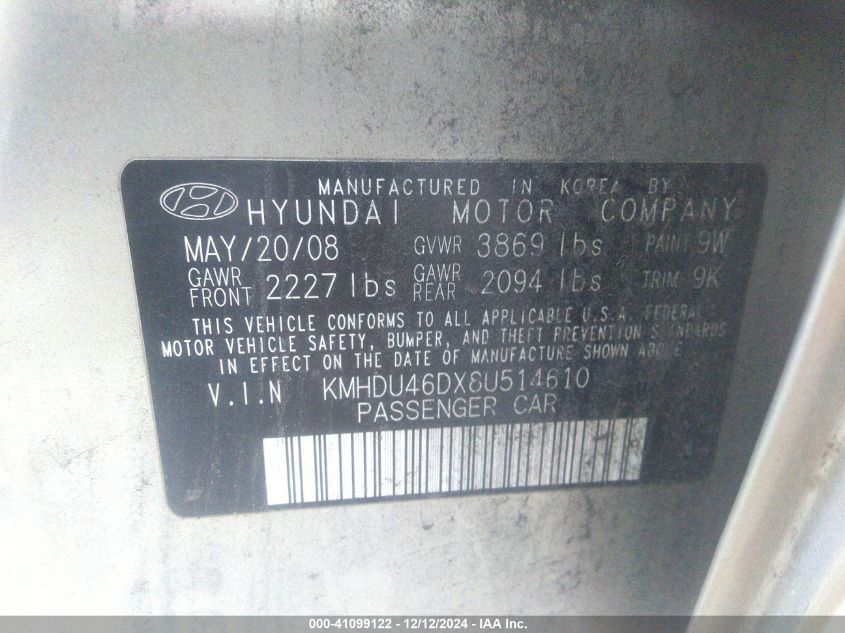 MANUFACTURED IN KOREA BY
HYUNDAI MOTOR COMPANY
MAY/20/08 GVWR 3869 lbs PAINT 9W
GAWR FRONT 2227 lbs GAWR REAR 2094 lbs TRIM 9K
THIS VEHICLE CONFORMS TO ALL APPLICABLE U.S.A. FEDERAL
MOTOR VEHICLE SAFETY, BUMPER, AND THEFT PREVENTION STANDARDS
IN EFFECT ON THE DATE OF MANUFACTURE SHOWN ABOVE
V.I.N KMHDU46DX8U514610
PASSENGER CAR
000-41099122 - 12/12/2024 - IAA Inc.